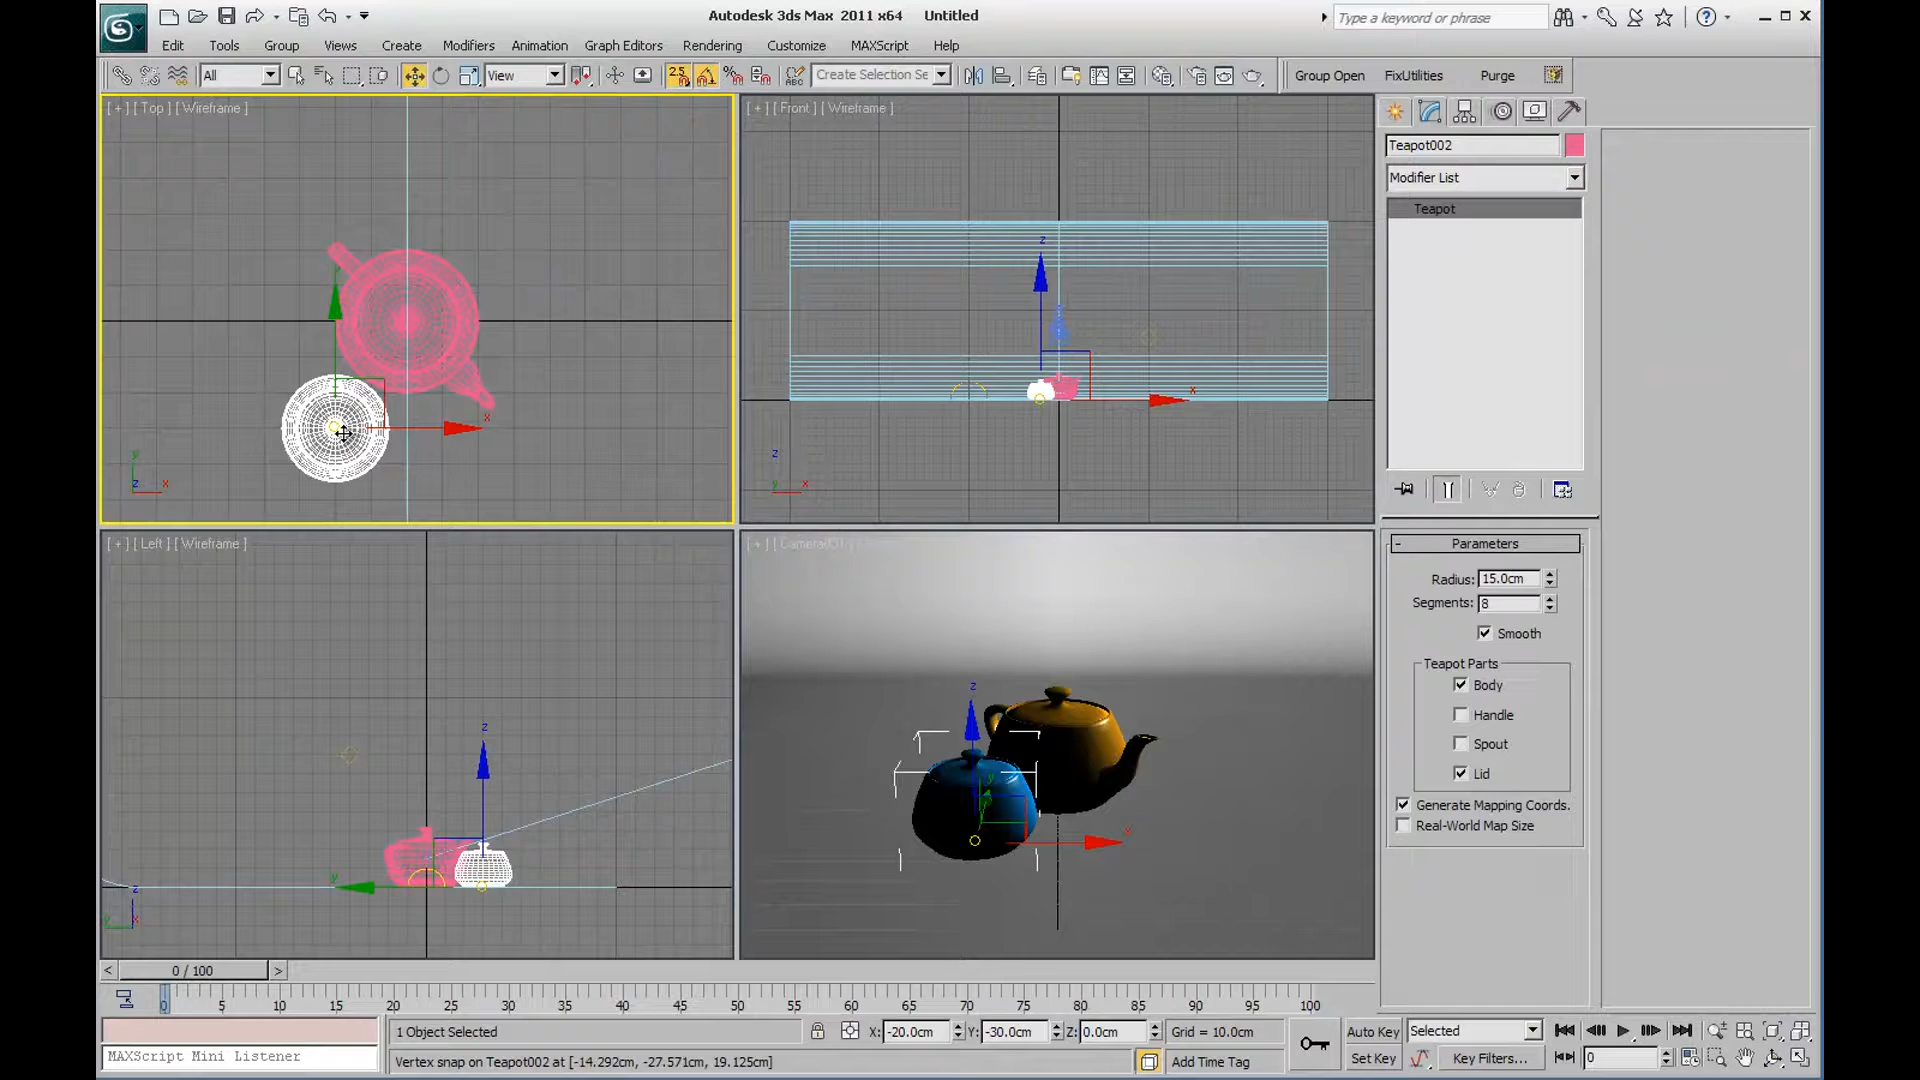 Autodesk 3ds Max 2011 x64 Untitled
Type a keyword or phrase
Edit Tools Group Views Create Modifiers Animation Graph Editors Rendering Customize MAXScript Help
All View 2.5 Create Selection Se Group Open FixUtilities Purge
[ + ] [ Top ] [ Wireframe ]
[ + ] [ Front ] [ Wireframe ]
Teapot002
Modifier List
Teapot
z
x
x
y
z x
z
y x
[ + ] [ Left ] [ Wireframe ]
Parameters
Radius: 15.0cm
Segments: 8
Smooth
Teapot Parts
Body
Handle
Spout
Lid
Generate Mapping Coords.
Real-World Map Size
z
y
z
x
z
y
x
< 0 / 100 >
0 5 10 15 20 25 30 35 40 45 50 55 60 65 70 75 80 85 90 95 100
1 Object Selected X: -20.0cm Y: -30.0cm Z: 0.0cm Grid = 10.0cm Auto Key Selected
MAXScript Mini Listener Vertex snap on Teapot002 at [-14.292cm, -27.571cm, 19.125cm] Add Time Tag Set Key Key Filters... 0